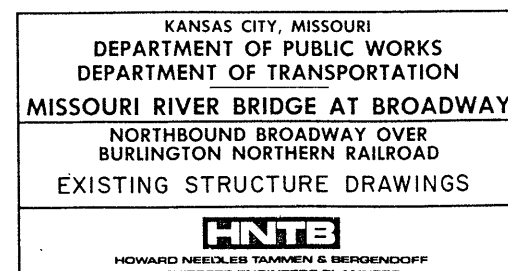 KANSAS CITY, MISSOURI
DEPARTMENT OF PUBLIC WORKS
DEPARTMENT OF TRANSPORTATION
MISSOURI RIVER BRIDGE AT BROADWAY
NORTHBOUND BROADWAY OVER
BURLINGTON NORTHERN RAILROAD
EXISTING STRUCTURE DRAWINGS
HNTB
HOWARD NEEDLES TAMMEN & BERGENDOFF